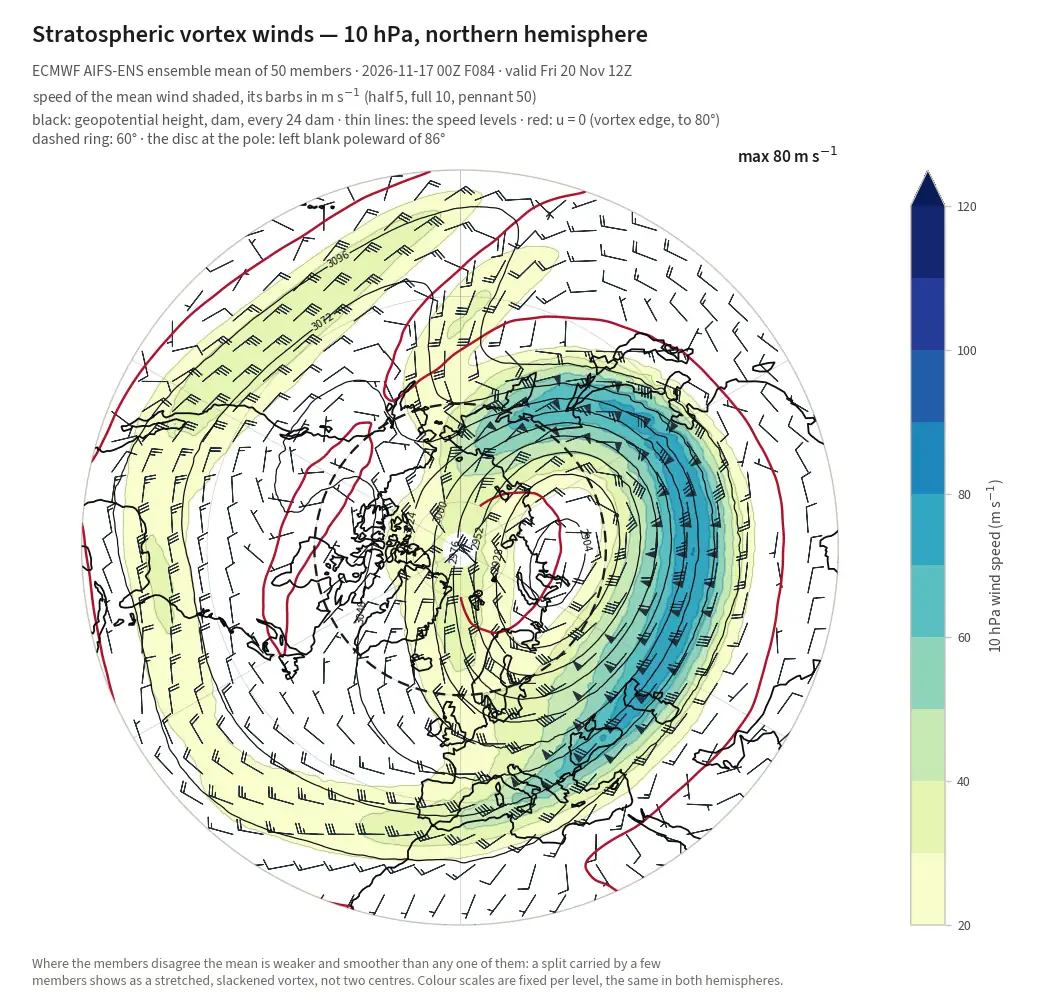 Stratospheric vortex winds — 10 hPa, northern hemisphere
ECMWF AIFS-ENS ensemble mean of 50 members · 2026-11-17 00Z F084 · valid Fri 20 Nov 12Z
speed of the mean wind shaded, its barbs in m s⁻¹ (half 5, full 10, pennant 50)
black: geopotential height, dam, every 24 dam · thin lines: the speed levels · red: u = 0 (vortex edge, to 80°)
dashed ring: 60° · the disc at the pole: left blank poleward of 86°
max 80 m s⁻¹
120
100
80
60
40
20
10 hPa wind speed (m s⁻¹)
3096
3072
2904
2952
2976
2928
Where the members disagree the mean is weaker and smoother than any one of them: a split carried by a few
members shows as a stretched, slackened vortex, not two centres. Colour scales are fixed per level, the same in both hemispheres.